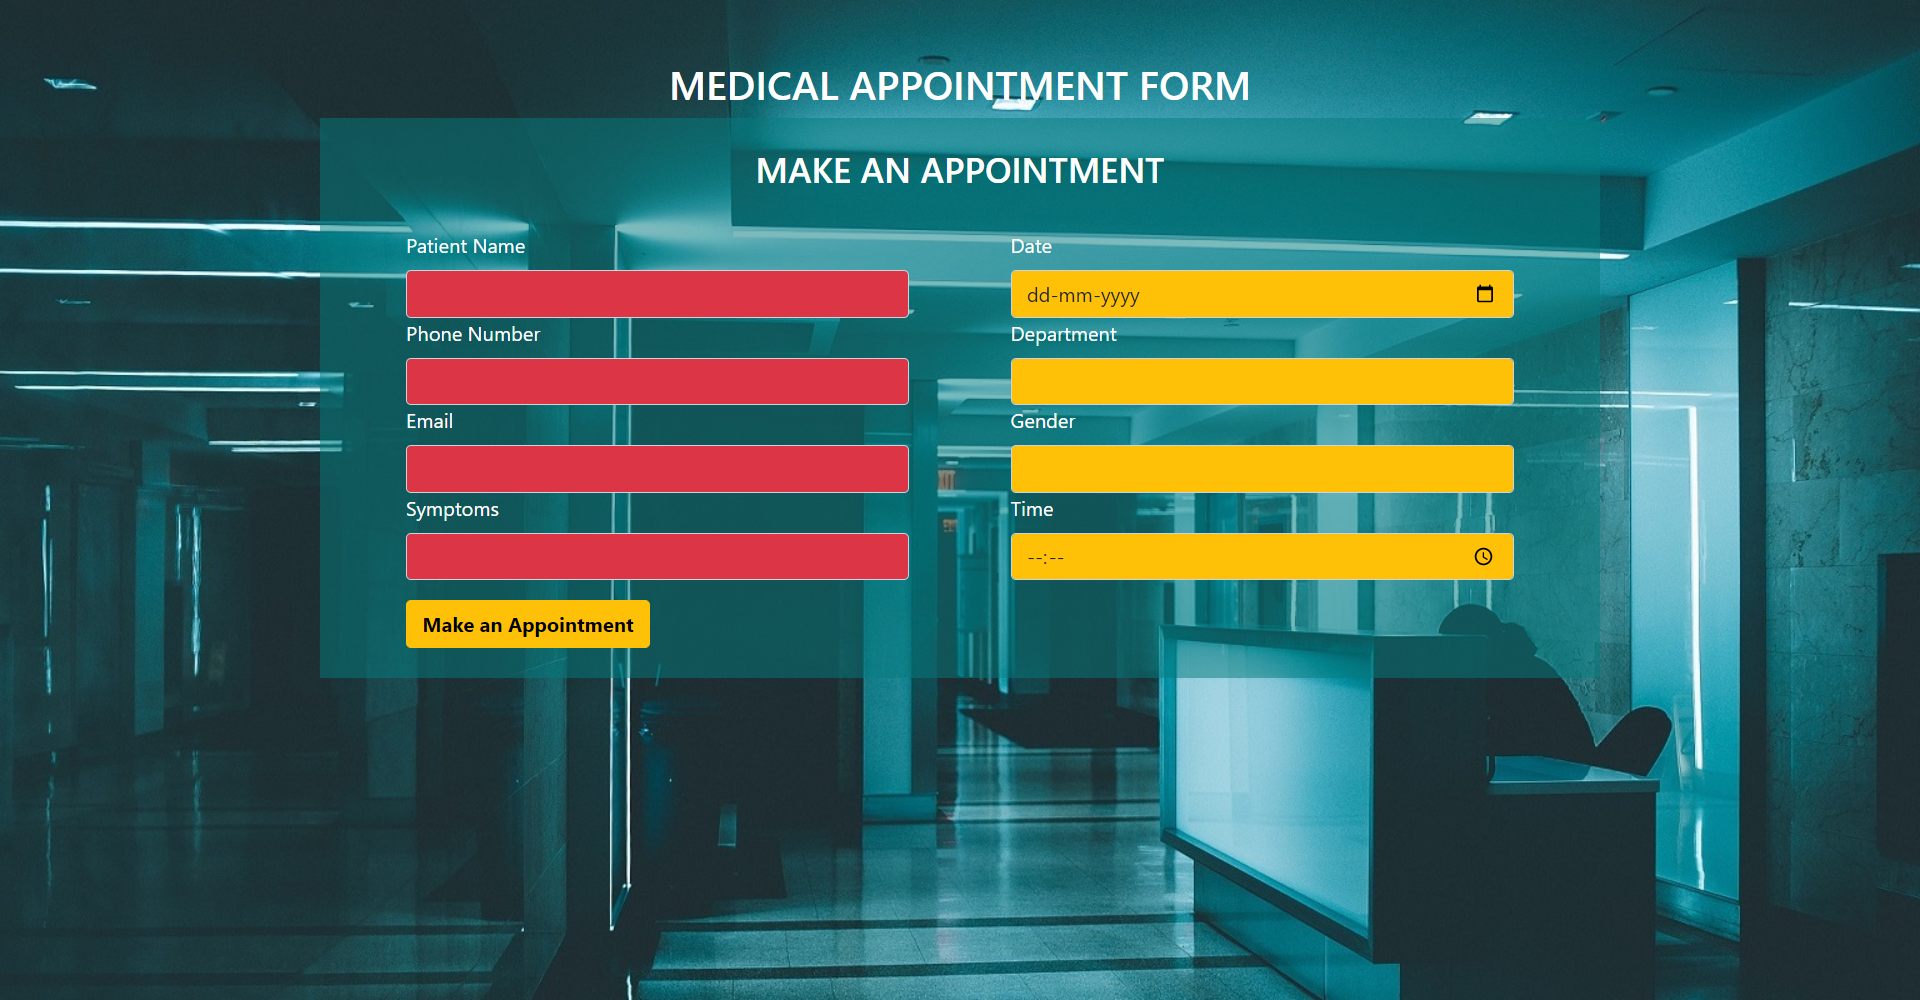 MEDICAL APPOINTMENT FORM
MAKE AN APPOINTMENT
Patient Name
Date
dd-mm-yyyy
Phone Number
Department
Email
Gender
Symptoms
Time
--:--
Make an Appointment